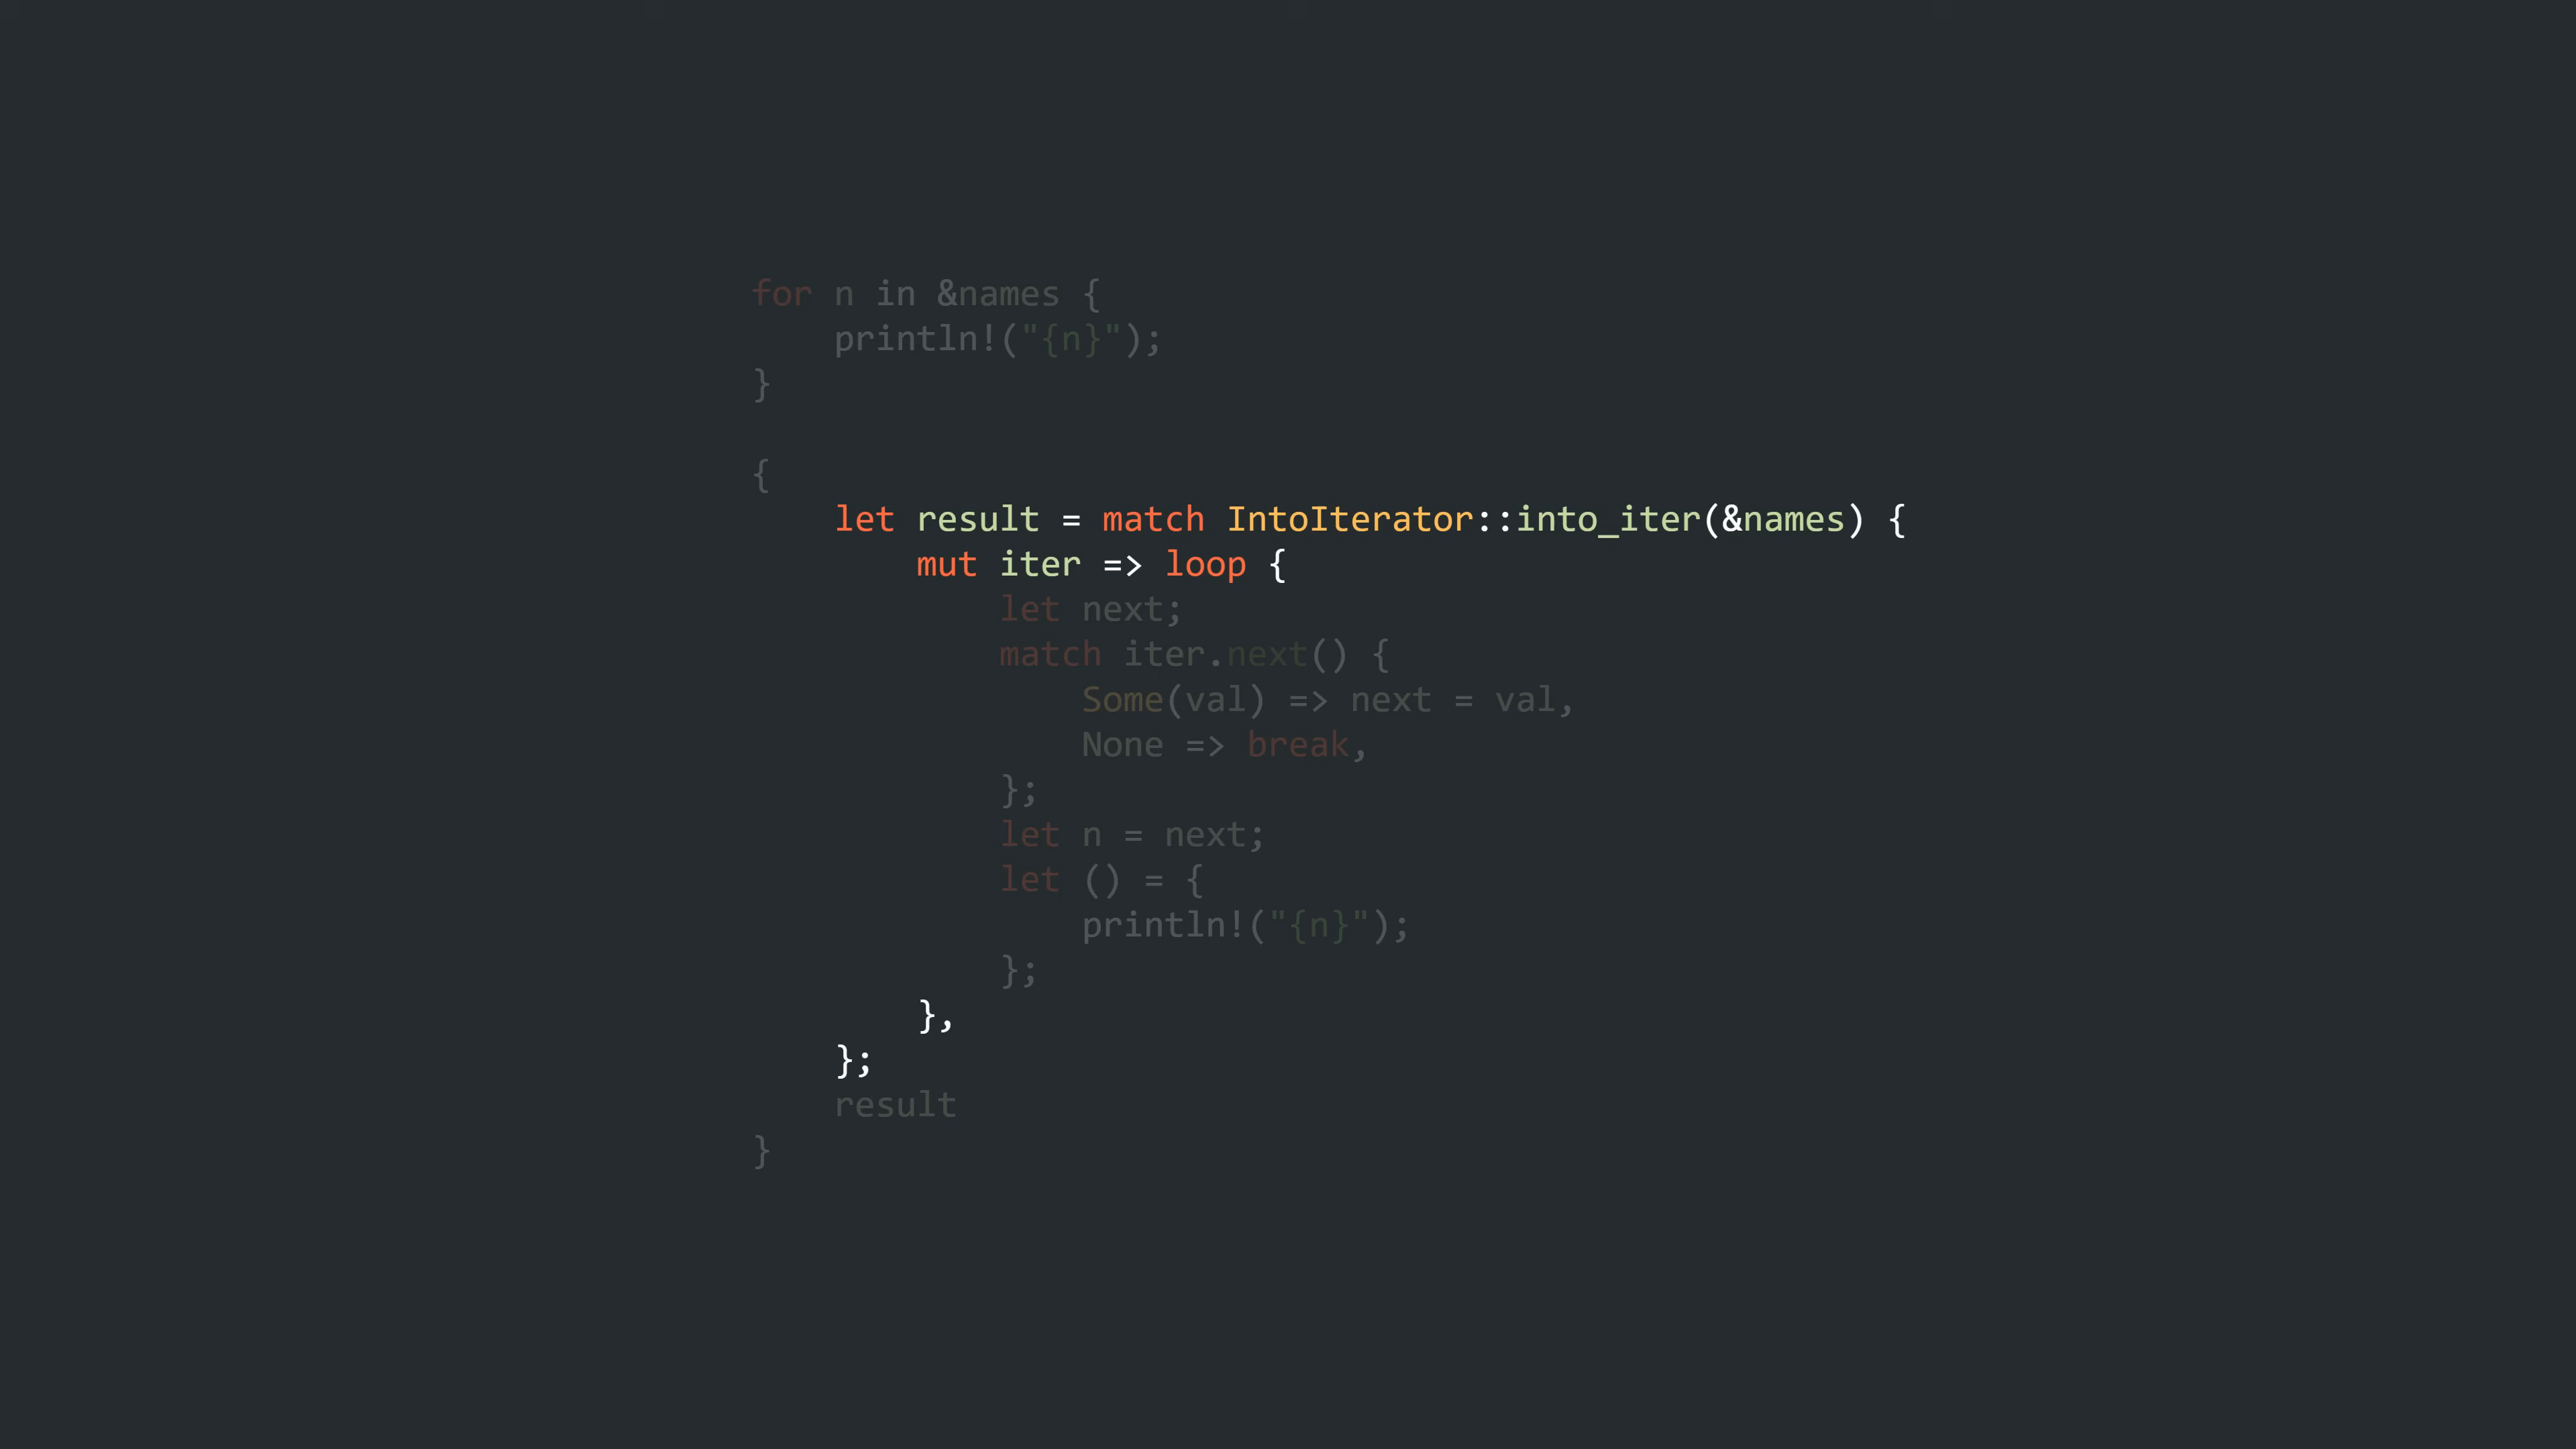 for n in &names {
    println!("{n}");
}
{
    let result = match IntoIterator::into_iter(&names) {
        mut iter => loop {
            let next;
            match iter.next() {
                Some(val) => next = val,
                None => break,
            };
            let n = next;
            let () = {
                println!("{n}");
            };
        },
    };
    result
}